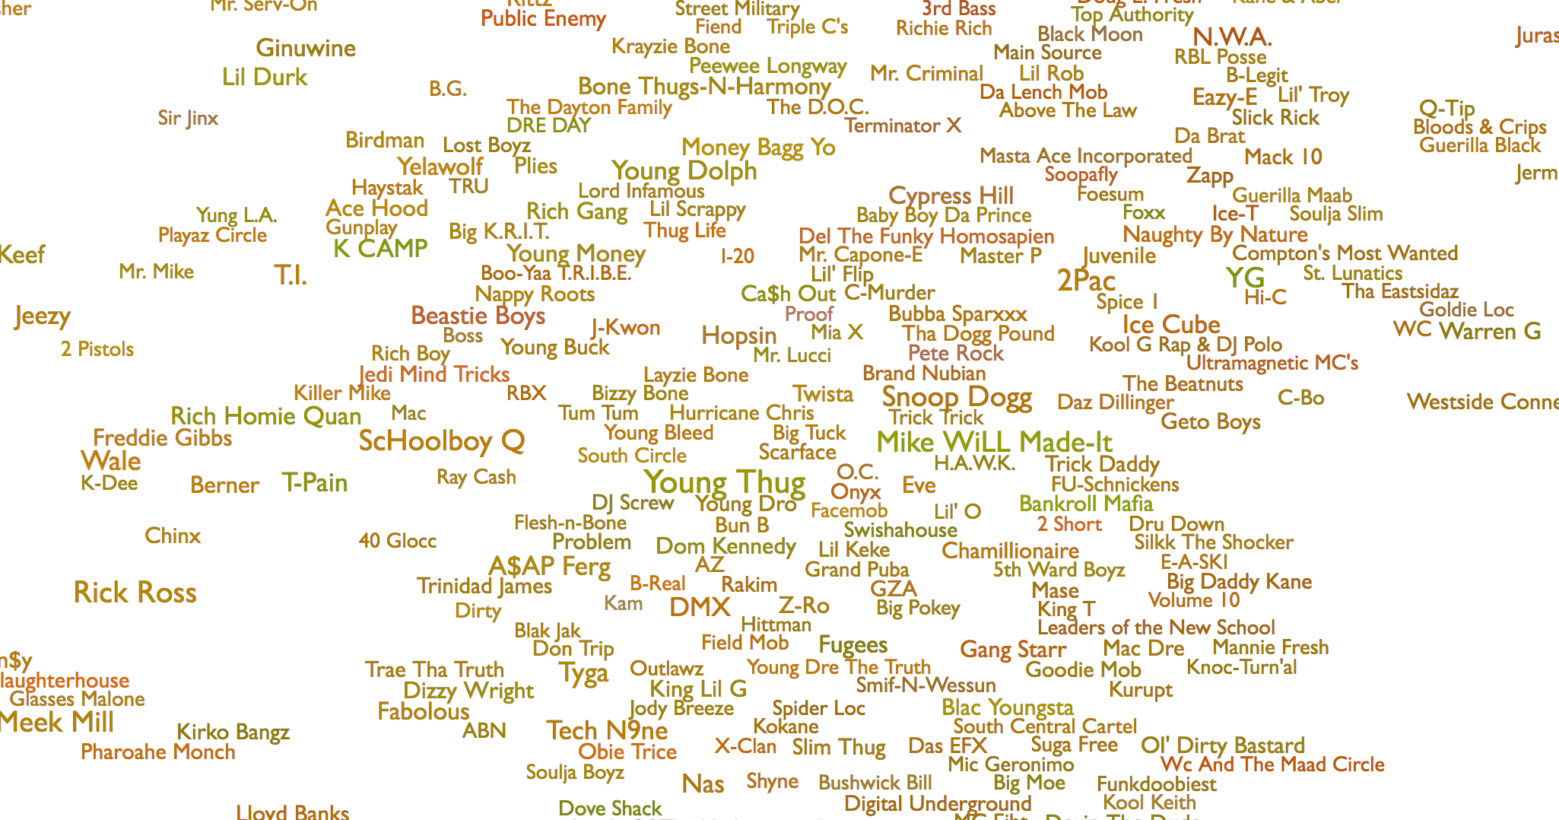 Mr. Serv-On
Street Military
3rd Bass
Public Enemy
Top Authority
Fiend
Triple C's
Richie Rich
Black Moon
N.W.A.
Ginuwine
Krayzie Bone
Main Source
RBL Posse
Lil Durk
Peewee Longway
Mr. Criminal
Lil Rob
B-Legit
B.G.
Bone Thugs-N-Harmony
Da Lench Mob
Eazy-E
Lil' Troy
The Dayton Family
The D.O.C.
Above The Law
Slick Rick
Q-Tip
Sir Jinx
DRE DAY
Terminator X
Bloods & Crips
Birdman
Lost Boyz
Money Bagg Yo
Da Brat
Guerilla Black
Yelawolf
Plies
Young Dolph
Masta Ace Incorporated
Mack 10
Haystak
TRU
Lord Infamous
Soopafly
Zapp
Cypress Hill
Foesum
Guerilla Maab
Yung L.A.
Ace Hood
Rich Gang
Lil Scrappy
Baby Boy Da Prince
Foxx
Ice-T
Soulja Slim
Playaz Circle
Gunplay
Big K.R.I.T.
Thug Life
Del The Funky Homosapien
Naughty By Nature
Keef
K CAMP
Young Money
I-20
Mr. Capone-E
Master P
Juvenile
Compton's Most Wanted
Mr. Mike
T.I.
Boo-Yaa T.R.I.B.E.
Lil' Flip
2Pac
YG
St. Lunatics
Nappy Roots
Ca$h Out
C-Murder
Spice 1
Hi-C
Tha Eastsidaz
Jeezy
Beastie Boys
Proof
Bubba Sparxxx
Goldie Loc
Boss
J-Kwon
Hopsin
Mia X
Tha Dogg Pound
Ice Cube
WC
Warren G
2 Pistols
Rich Boy
Young Buck
Mr. Lucci
Pete Rock
Kool G Rap & DJ Polo
Jedi Mind Tricks
Layzie Bone
Brand Nubian
Ultramagnetic MC's
Killer Mike
RBX
Bizzy Bone
Twista
Snoop Dogg
The Beatnuts
C-Bo
Rich Homie Quan
Mac
Tum Tum
Hurricane Chris
Trick Trick
Daz Dillinger
Westside Conne
Freddie Gibbs
ScHoolboy Q
Young Bleed
Big Tuck
Mike WiLL Made-It
Geto Boys
Wale
South Circle
Scarface
H.A.W.K.
Trick Daddy
K-Dee
Berner
T-Pain
Ray Cash
Young Thug
O.C.
Onyx
Eve
FU-Schnickens
DJ Screw
Young Dro
Facemob
Lil' O
Bankroll Mafia
Chinx
Flesh-n-Bone
Bun B
Swishahouse
2 Short
Dru Down
40 Glocc
Problem
Dom Kennedy
Lil Keke
Chamillionaire
Silkk The Shocker
A$AP Ferg
AZ
Grand Puba
5th Ward Boyz
E-A-SKI
Rick Ross
Trinidad James
B-Real
Rakim
GZA
Mase
Big Daddy Kane
Dirty
Kam
DMX
Z-Ro
Big Pokey
King T
Volume 10
Blak Jak
Hittman
Leaders of the New School
Don Trip
Field Mob
Fugees
Gang Starr
Mac Dre
Mannie Fresh
n$y
Trae Tha Truth
Tyga
Outlawz
Young Dre The Truth
Goodie Mob
Knoc-Turn'al
laughterhouse
Dizzy Wright
King Lil G
Smif-N-Wessun
Kurupt
Glasses Malone
Fabolous
Jody Breeze
Spider Loc
Blac Youngsta
Meek Mill
Kirko Bangz
ABN
Tech N9ne
Kokane
South Central Cartel
Pharoahe Monch
Obie Trice
X-Clan
Slim Thug
Das EFX
Suga Free
Ol' Dirty Bastard
Soulja Boyz
Mic Geronimo
Wc And The Maad Circle
Nas
Shyne
Bushwick Bill
Big Moe
Funkdoobiest
Lloyd Banks
Dove Shack
Digital Underground
Kool Keith
Juras
Jerm